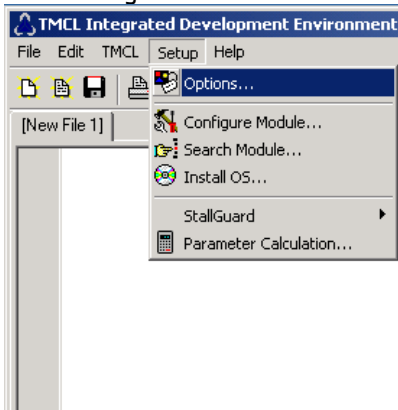 TMCL Integrated Development Environment
File Edit TMCL Setup Help
Options...
[New File 1]
Configure Module...
Search Module...
Install OS...
StallGuard
Parameter Calculation...